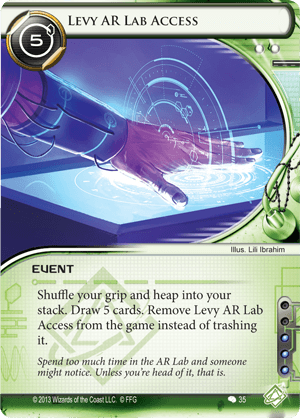 5
LEVY AR LAB ACCESS
Illus. Lili Ibrahim
EVENT
Shuffle your grip and heap into your
stack. Draw 5 cards. Remove Levy AR Lab
Access from the game instead of trashing
it.
Spend too much time in the AR Lab and someone
might notice. Unless you're head of it, that is.
© 2013 Wizards of the Coast LLC. © FFG
35